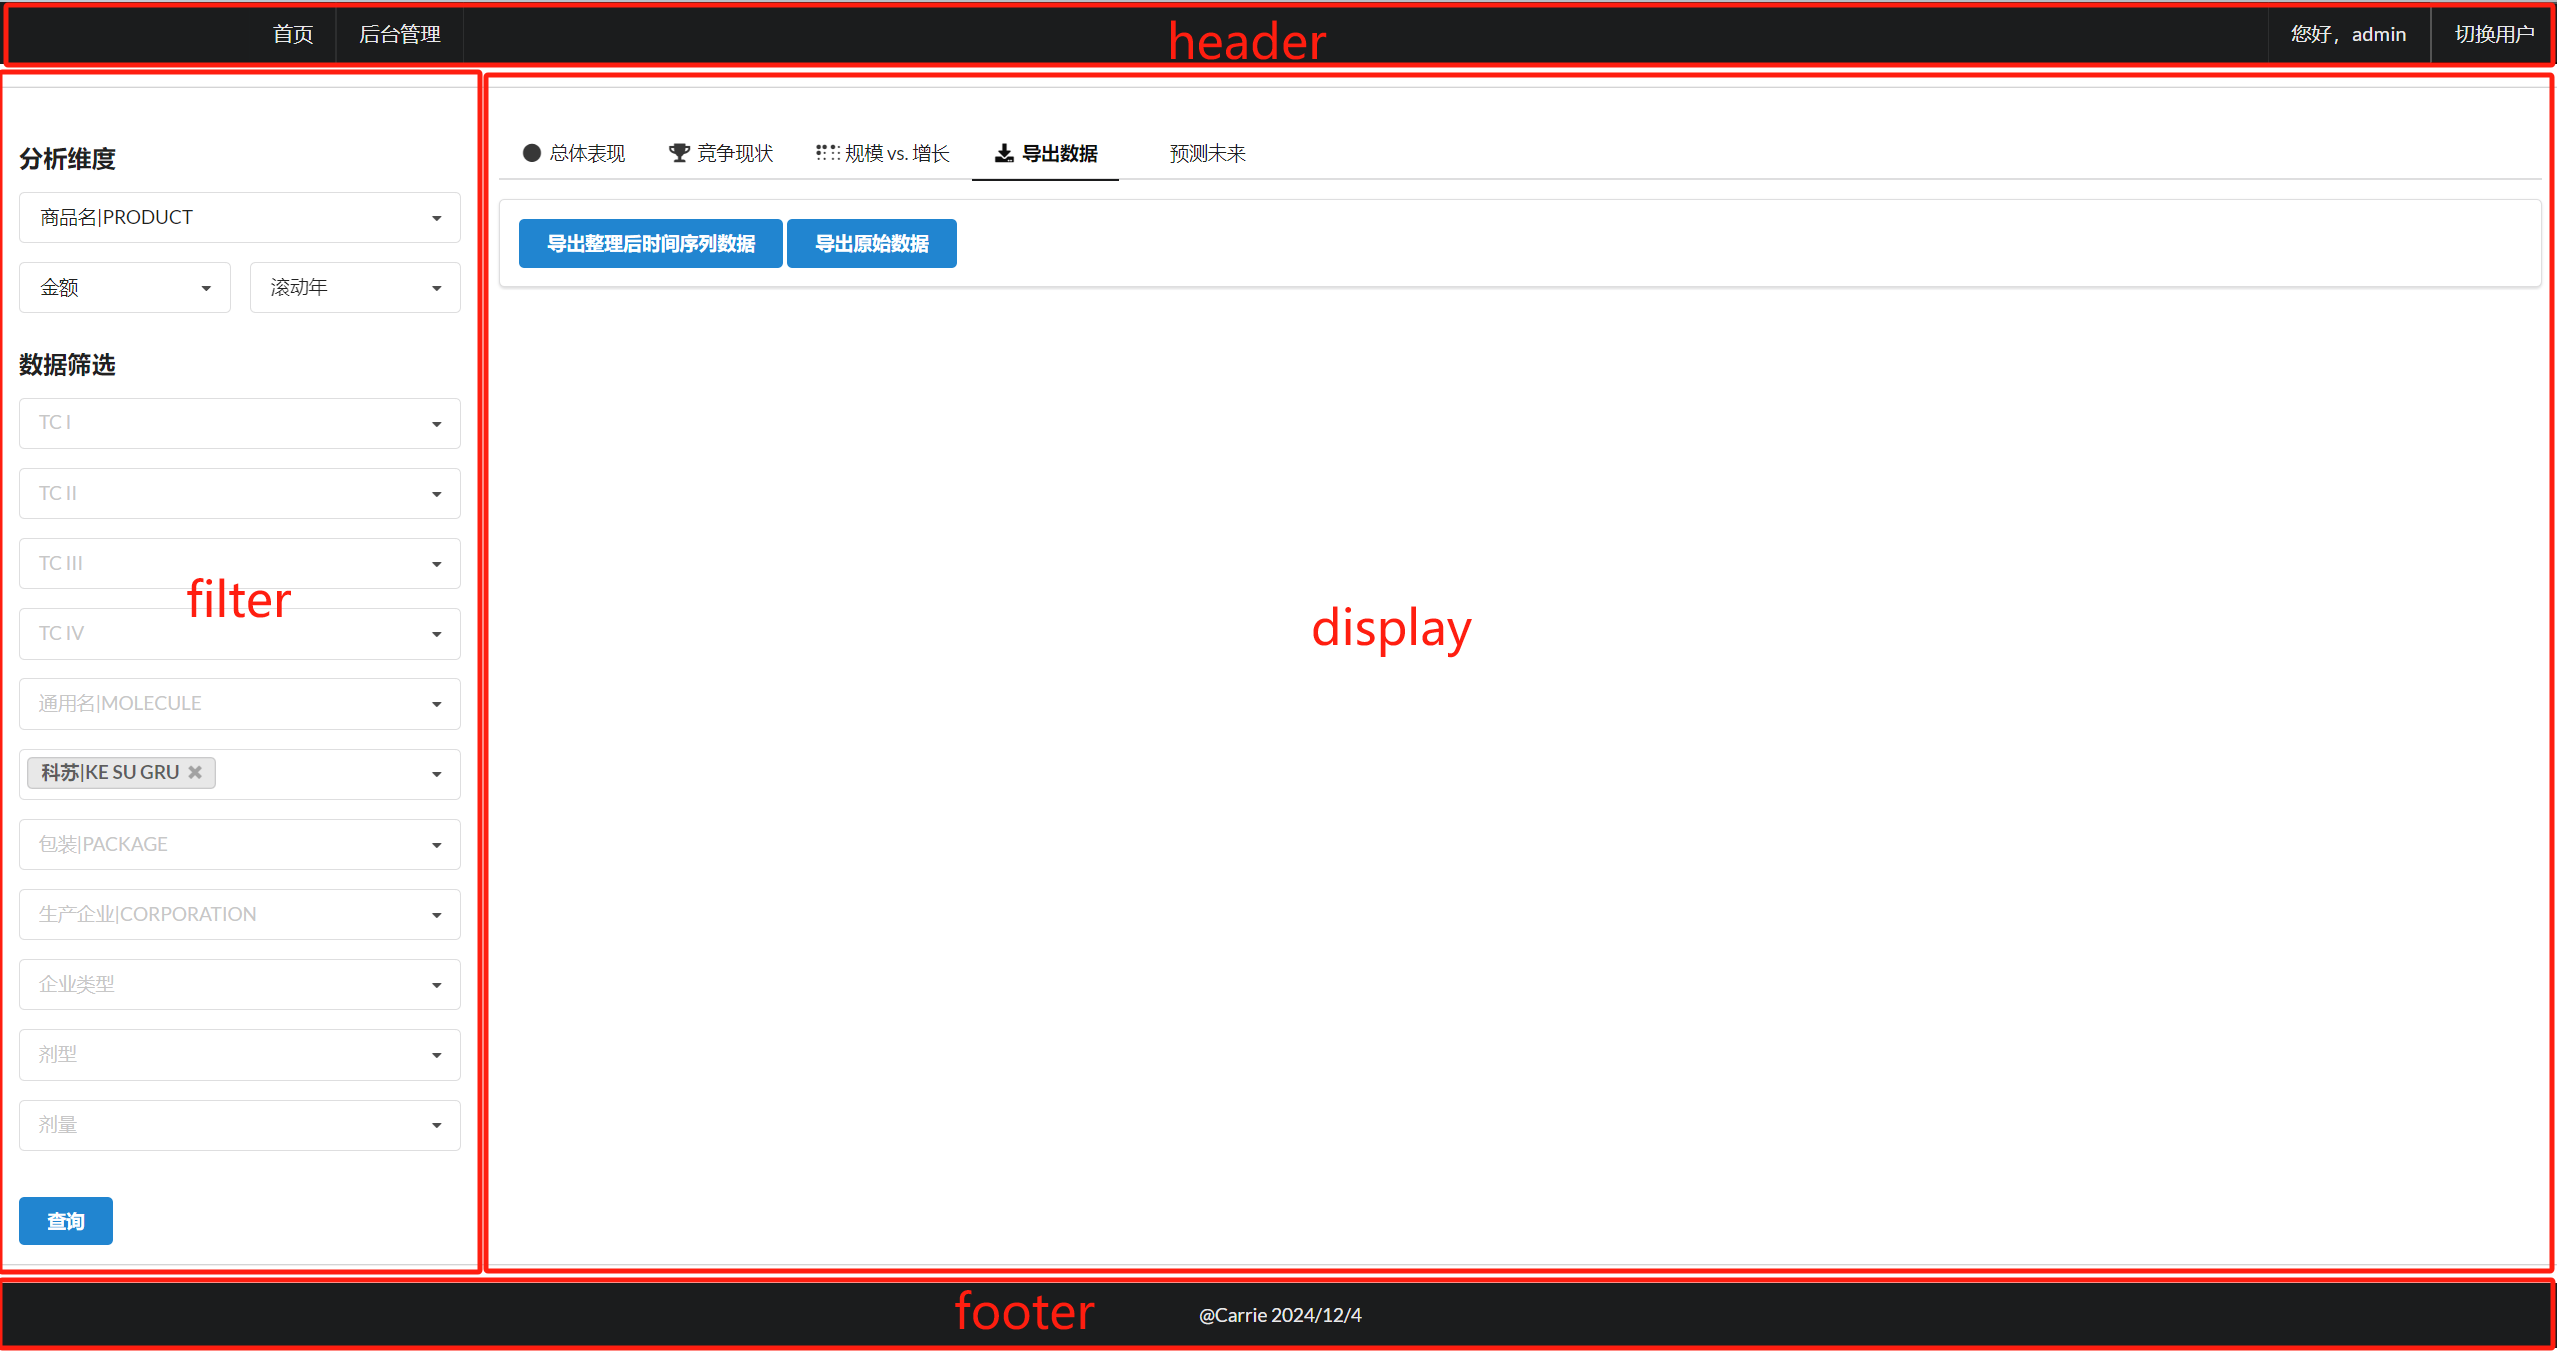 首页 后台管理 header 您好，admin 切换用户
分析维度
商品名|PRODUCT
金额 滚动年
数据筛选
TC I
TC II
TC III
filter
TC IV
通用名|MOLECULE
科苏|KE SU GRU
包装|PACKAGE
生产企业|CORPORATION
企业类型
剂型
剂量
查询
总体表现 竞争现状 规模 vs. 增长 导出数据 预测未来
导出整理后时间序列数据 导出原始数据
display
footer @Carrie 2024/12/4